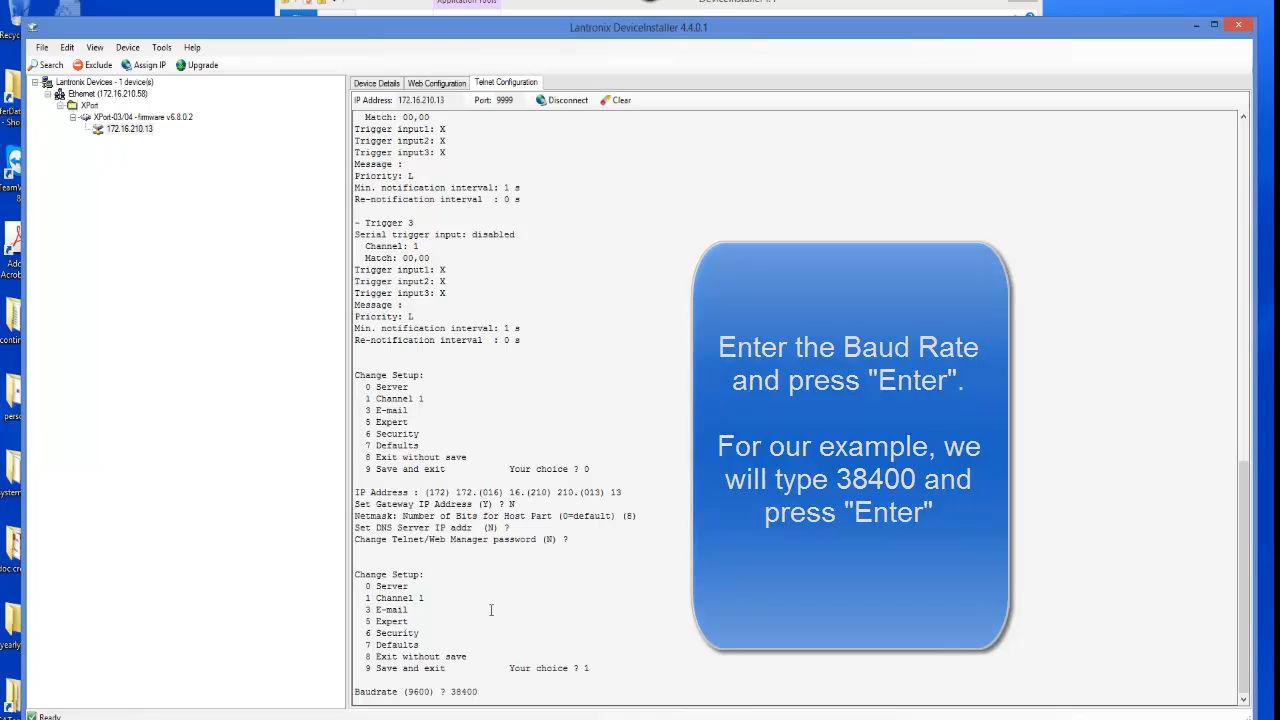 Application Tools
Lantronix DeviceInstaller 4.4.0.1
File Edit View Device Tools Help
Search Exclude Assign IP Upgrade
Lantronix Devices - 1 device(s)
Ethernet (172.16.210.58)
XPort
XPort-03/04 - firmware v6.8.0.2
172.16.210.13
Device Details Web Configuration Telnet Configuration
IP Address: 172.16.210.13 Port: 9999 Disconnect Clear
Match: 00,00
Trigger input1: X
Trigger input2: X
Trigger input3: X
Message :
Priority: L
Min. notification interval: 1 s
Re-notification interval : 0 s
- Trigger 3
Serial trigger input: disabled
Channel: 1
Match: 00,00
Trigger input1: X
Trigger input2: X
Trigger input3: X
Message :
Priority: L
Min. notification interval: 1 s
Re-notification interval : 0 s
Change Setup:
0 Server
1 Channel 1
3 E-mail
5 Expert
6 Security
7 Defaults
8 Exit without save
9 Save and exit Your choice ? 0
IP Address : (172) 172.(016) 16.(210) 210.(013) 13
Set Gateway IP Address (Y) ? N
Netmask: Number of Bits for Host Part (0=default) (8)
Set DNS Server IP addr (N) ?
Change Telnet/Web Manager password (N) ?
Change Setup:
0 Server
1 Channel 1
3 E-mail
5 Expert
6 Security
7 Defaults
8 Exit without save
9 Save and exit Your choice ? 1
Baudrate (9600) ? 38400
Enter the Baud Rate
and press "Enter".
For our example, we
will type 38400 and
press "Enter"
Ready